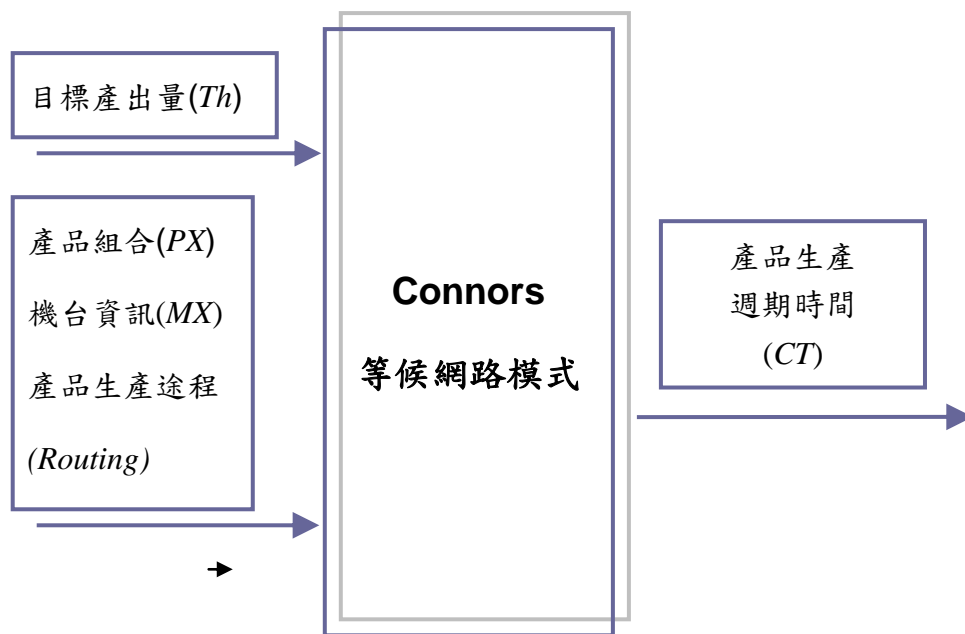 目標產出量(Th)
產品組合(PX)
機台資訊(MX)
產品生產途程
(Routing)
Connors
等候網路模式
產品生產
週期時間
(CT)